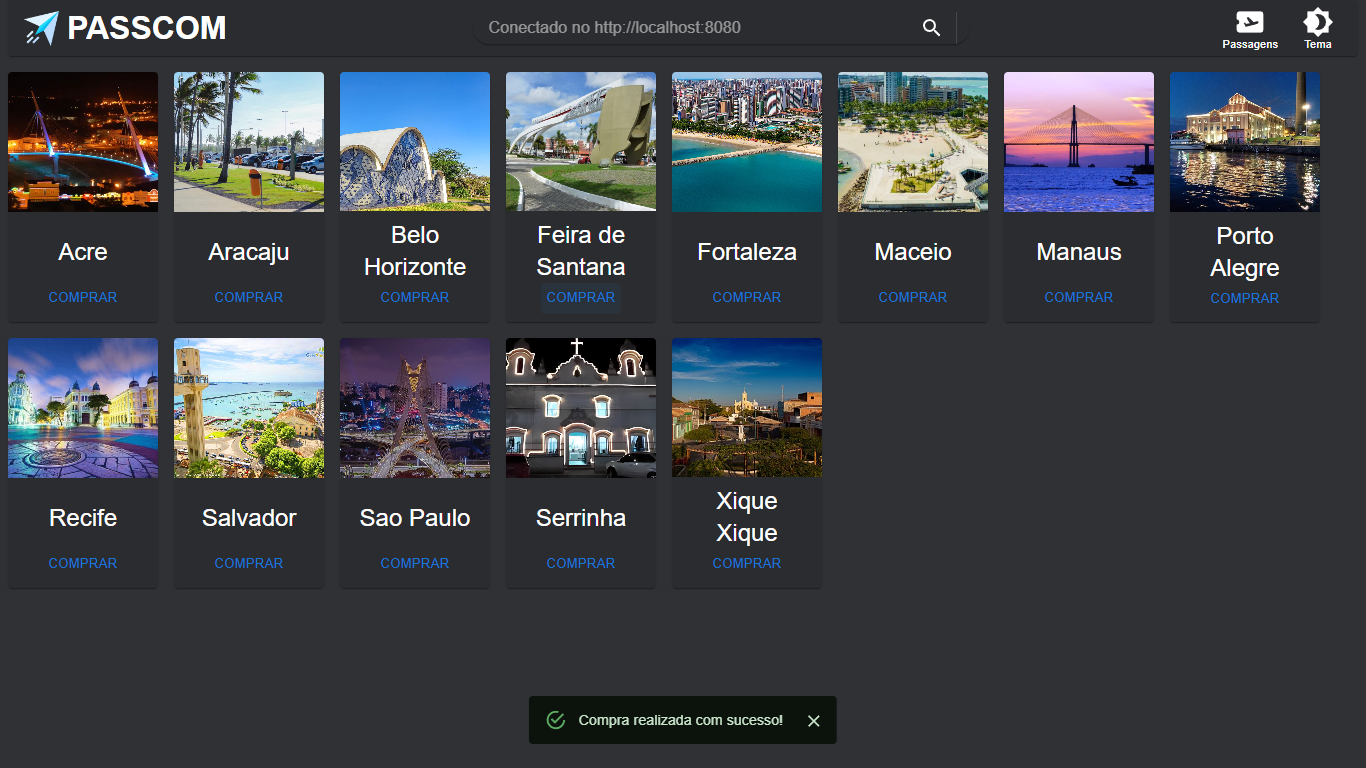 PASSCOM
Conectado no http://localhost:8080
Passagens
Tema
Acre
COMPRAR
Aracaju
COMPRAR
Belo
Horizonte
COMPRAR
Feira de
Santana
COMPRAR
Fortaleza
COMPRAR
Maceio
COMPRAR
Manaus
COMPRAR
Porto
Alegre
COMPRAR
Recife
COMPRAR
Salvador
COMPRAR
Sao Paulo
COMPRAR
Serrinha
COMPRAR
Xique
Xique
COMPRAR
Compra realizada com sucesso!